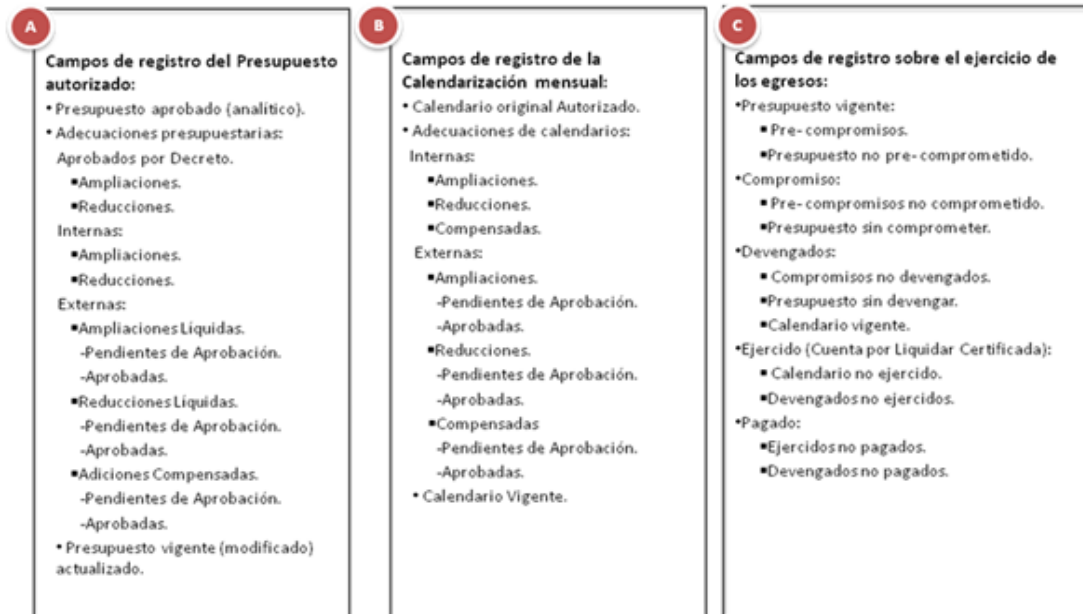 A
Campos de registro del Presupuesto
autorizado:
• Presupuesto aprobado (analítico).
• Adecuaciones presupuestarias:
Aprobados por Decreto.
▪Ampliaciones.
▪Reducciones.
Internas:
▪Ampliaciones.
▪Reducciones.
Externas:
▪Ampliaciones Líquidas.
-Pendientes de Aprobación.
-Aprobadas.
▪Reducciones Líquidas.
-Pendientes de Aprobación.
-Aprobadas.
▪Adiciones Compensadas.
-Pendientes de Aprobación.
-Aprobadas.
• Presupuesto vigente (modificado)
actualizado.
B
Campos de registro de la
Calendarización mensual:
• Calendario original Autorizado.
• Adecuaciones de calendarios:
Internas:
▪Ampliaciones.
▪Reducciones.
▪Compensadas.
Externas:
▪Ampliaciones.
-Pendientes de Aprobación.
-Aprobadas.
▪Reducciones.
-Pendientes de Aprobación.
-Aprobadas.
▪Compensadas
-Pendientes de Aprobación.
-Aprobadas.
• Calendario Vigente.
C
Campos de registro sobre el ejercicio de
los egresos:
•Presupuesto vigente:
▪ Pre- compromisos.
▪Presupuesto no pre- comprometido.
•Compromiso:
▪ Pre- compromisos no comprometido.
▪Presupuesto sin comprometer.
•Devengados:
▪ Compromisos no devengados.
▪Presupuesto sin devengar.
▪Calendario vigente.
•Ejercido (Cuenta por Liquidar Certificada):
▪ Calendario no ejercido.
▪Devengados no ejercidos.
•Pagado:
▪Ejercidos no pagados.
▪Devengados no pagados.